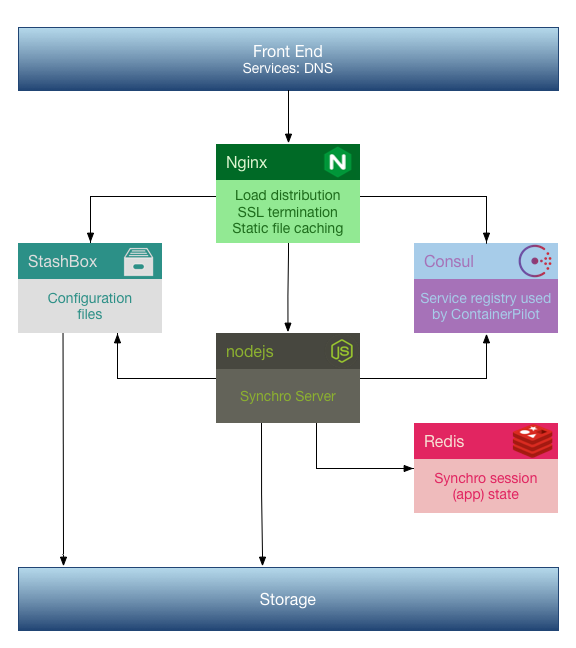 Front End
Services: DNS
Nginx
N
Load distribution
SSL termination
Static file caching
StashBox
Configuration
files
Consul
Service registry used
by ContainerPilot
nodejs
JS
Synchro Server
Redis
Synchro session
(app) state
Storage